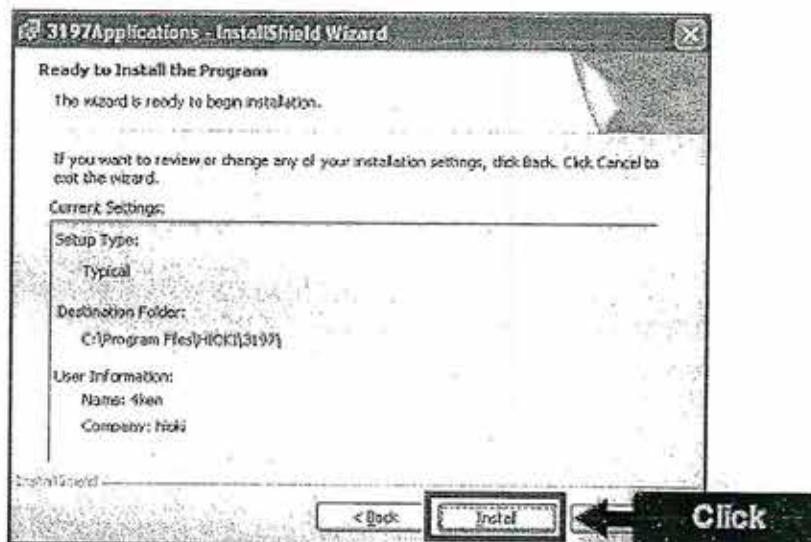 3197Applications - InstallShield Wizard
Ready to Install the Program
The wizard is ready to begin installation.
If you want to review or change any of your installation settings, click Back. Click Cancel to
exit the wizard.
Current Settings:
Setup Type:
Typical
Destination Folder:
C:\Program Files\HIOKI\3197\
User Information:
Name: 4ken
Company: hioki
InstallShield
< Back
Install
Click